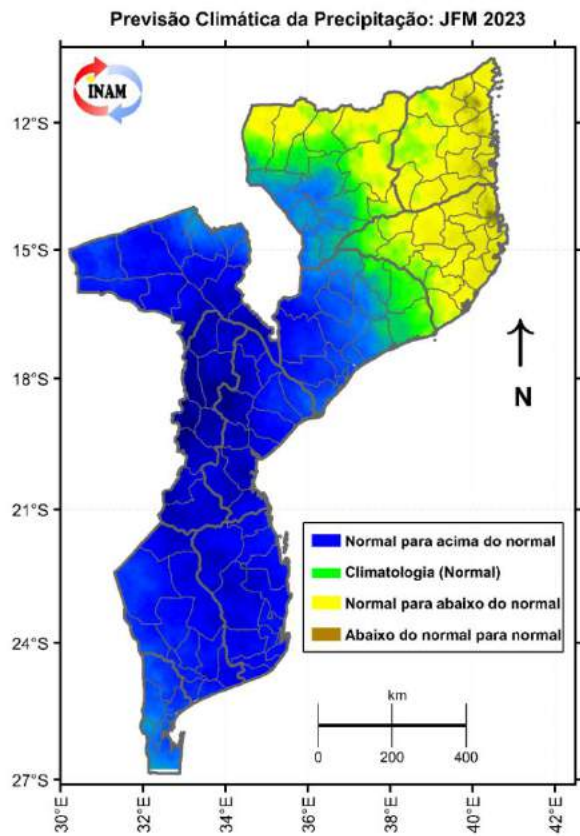 Previsão Climática da Precipitação: JFM 2023
INAM
12°S
15°S
18°S
21°S
24°S
27°S
N
Normal para acima do normal
Climatologia (Normal)
Normal para abaixo do normal
Abaixo do normal para normal
km
0 200 400
30°E 32°E 34°E 36°E 38°E 40°E 42°E